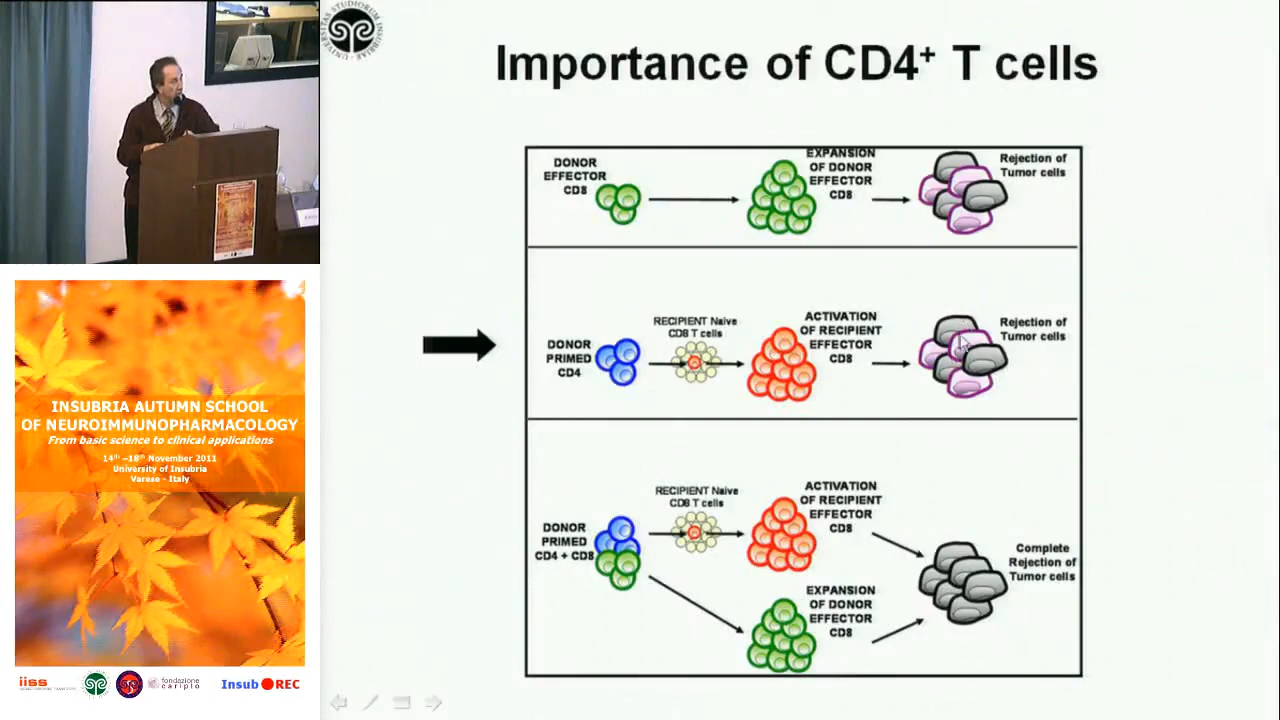 UNIVERSITAS STUDIORUM INSUBRIAE
Importance of CD4+ T cells
DONOR
EFFECTOR
CD8
EXPANSION
OF DONOR
EFFECTOR
CD8
Rejection of
Tumor cells
DONOR
PRIMED
CD4
RECIPIENT Naive
CD8 T cells
ACTIVATION
OF RECIPIENT
EFFECTOR
CD8
Rejection of
Tumor cells
DONOR
PRIMED
CD4 + CD8
RECIPIENT Naive
CD8 T cells
ACTIVATION
OF RECIPIENT
EFFECTOR
CD8
EXPANSION
OF DONOR
EFFECTOR
CD8
Complete
Rejection of
Tumor cells
INSUBRIA AUTUMN SCHOOL
OF NEUROIMMUNOPHARMACOLOGY
From basic science to clinical applications
14th –18th November 2011
University of Insubria
Varese - Italy
iiss
fondazione
cariplo
Insub REC